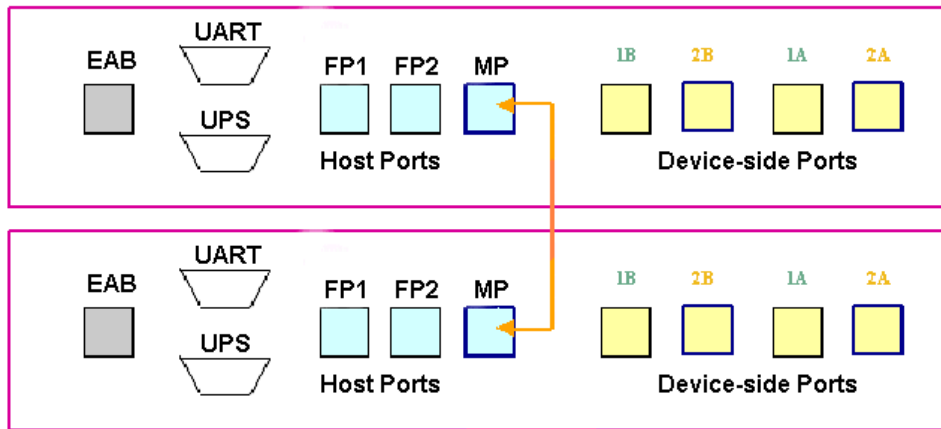 UART
EAB FP1 FP2 MP 1B 2B 1A 2A
UPS
Host Ports Device-side Ports
UART
EAB FP1 FP2 MP 1B 2B 1A 2A
UPS
Host Ports Device-side Ports